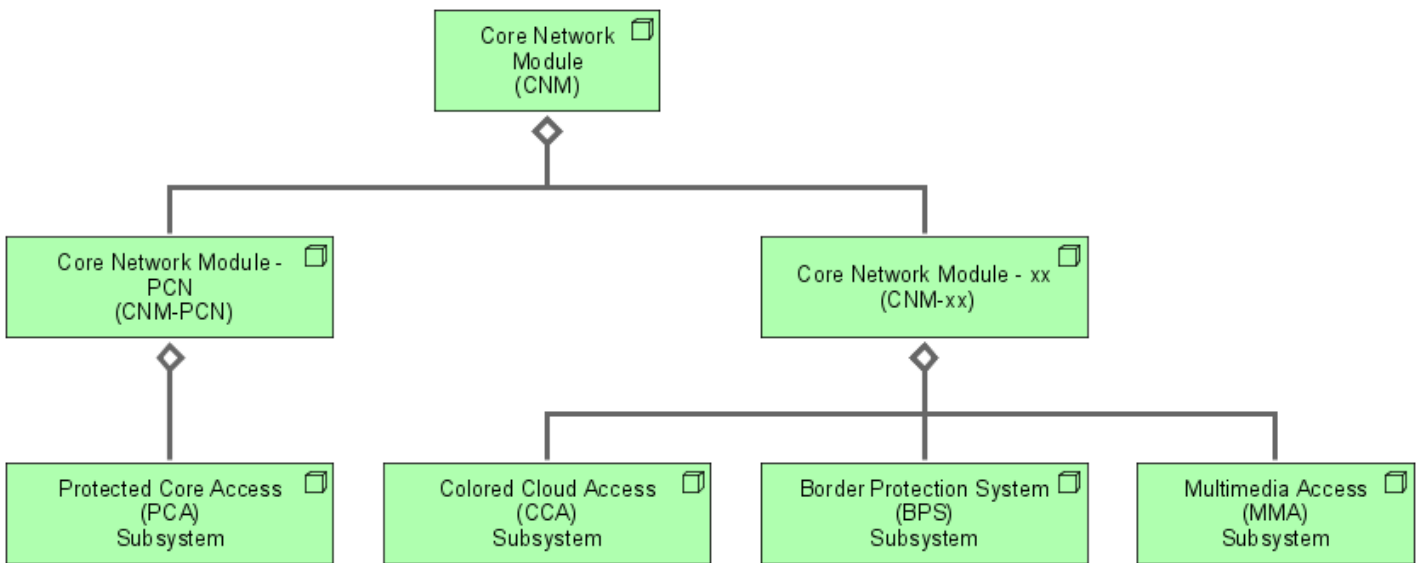 Core Network
Module
(CNM)
Core Network Module -
PCN
(CNM-PCN)
Core Network Module - xx
(CNM-xx)
Protected Core Access
(PCA)
Subsystem
Colored Cloud Access
(CCA)
Subsystem
Border Protection System
(BPS)
Subsystem
Multimedia Access
(MMA)
Subsystem